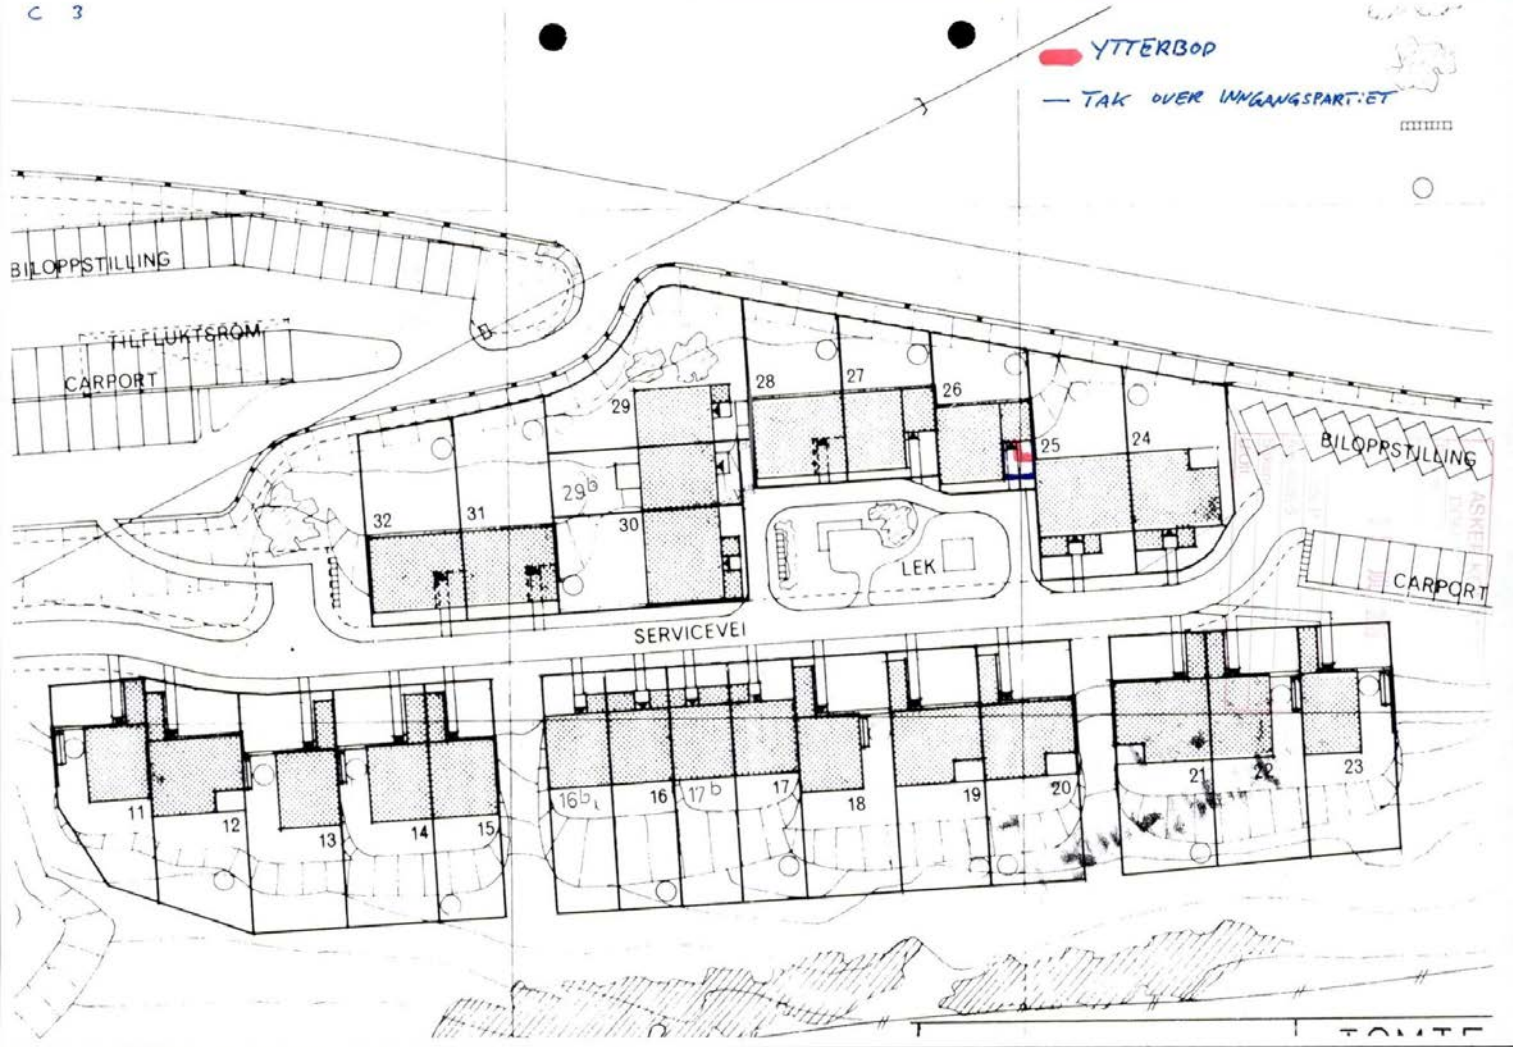 C 3
YTTERBOD
TAK OVER INNGANGSPARTIET
BILOPPSTILLING
TILFLUKTSROM
CARPORT
28
27
26
29
25
24
BILOPPSTILLING
29b
32
31
30
LEK
CARPORT
SERVICEVEI
11
12
13
14
15
16b
16
17b
17
18
19
20
21
22
23